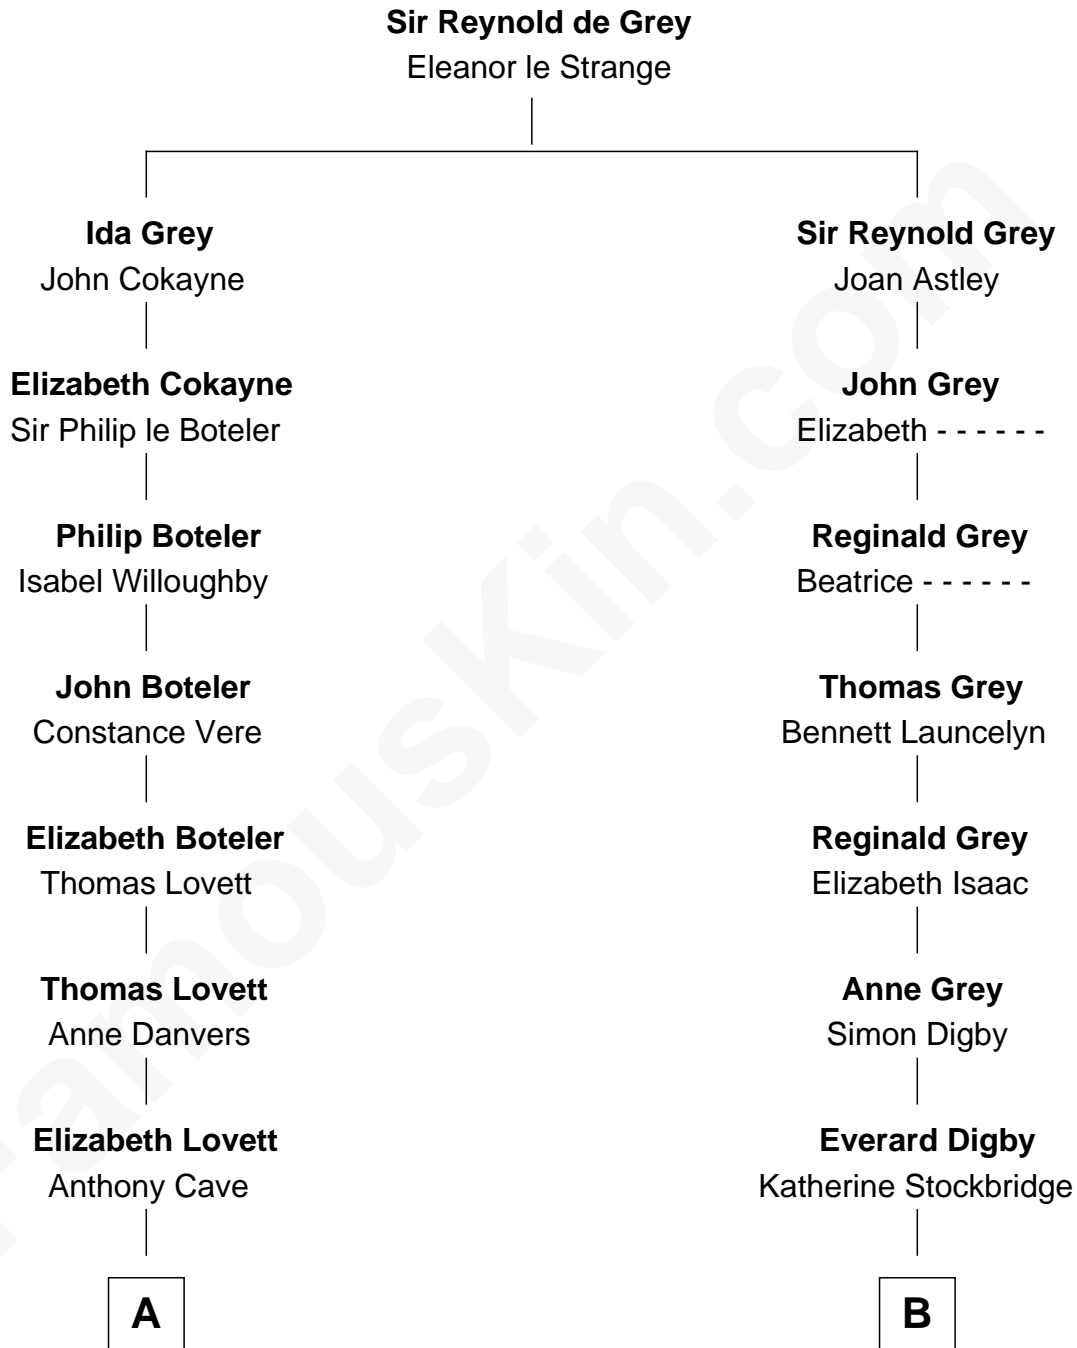 Sir Reynold de Grey
Eleanor le Strange
Ida Grey
John Cokayne
Elizabeth Cokayne
Sir Philip le Boteler
Philip Boteler
Isabel Willoughby
John Boteler
Constance Vere
Elizabeth Boteler
Thomas Lovett
Thomas Lovett
Anne Danvers
Elizabeth Lovett
Anthony Cave
A
Sir Reynold Grey
Joan Astley
John Grey
Elizabeth - - - - - -
Reginald Grey
Beatrice - - - - - -
Thomas Grey
Bennett Launcelyn
Reginald Grey
Elizabeth Isaac
Anne Grey
Simon Digby
Everard Digby
Katherine Stockbridge
B
FamousKin.com